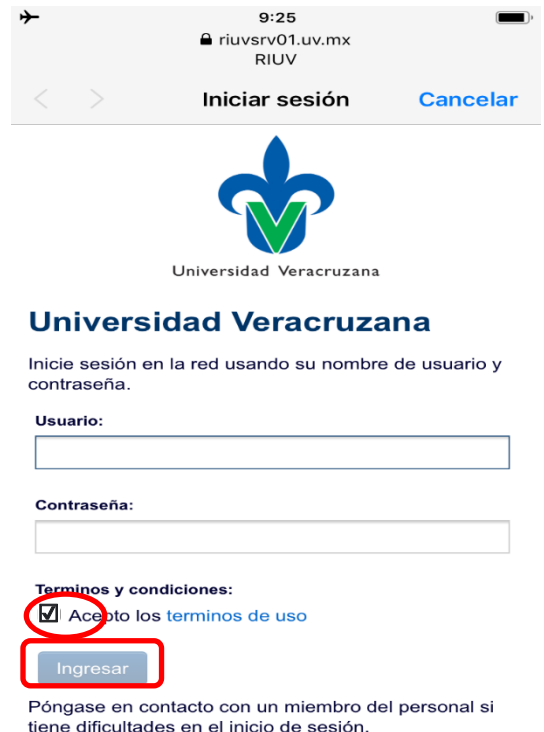 9:25
riuvsrv01.uv.mx
RIUV
Iniciar sesión Cancelar
Universidad Veracruzana
Universidad Veracruzana
Inicie sesión en la red usando su nombre de usuario y
contraseña.
Usuario:
Contraseña:
Terminos y condiciones:
Acepto los terminos de uso
Ingresar
Póngase en contacto con un miembro del personal si
tiene dificultades en el inicio de sesión.